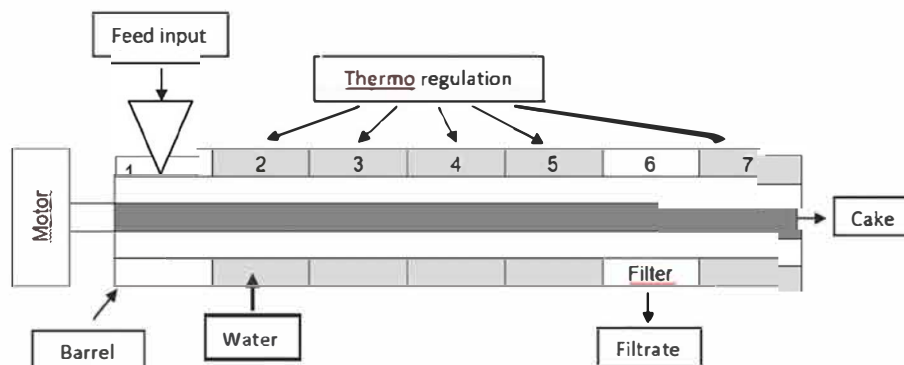 Feed input
Thermo regulation
1
2
3
4
5
6
7
Motor
Cake
Filter
Water
Barrel
Filtrate